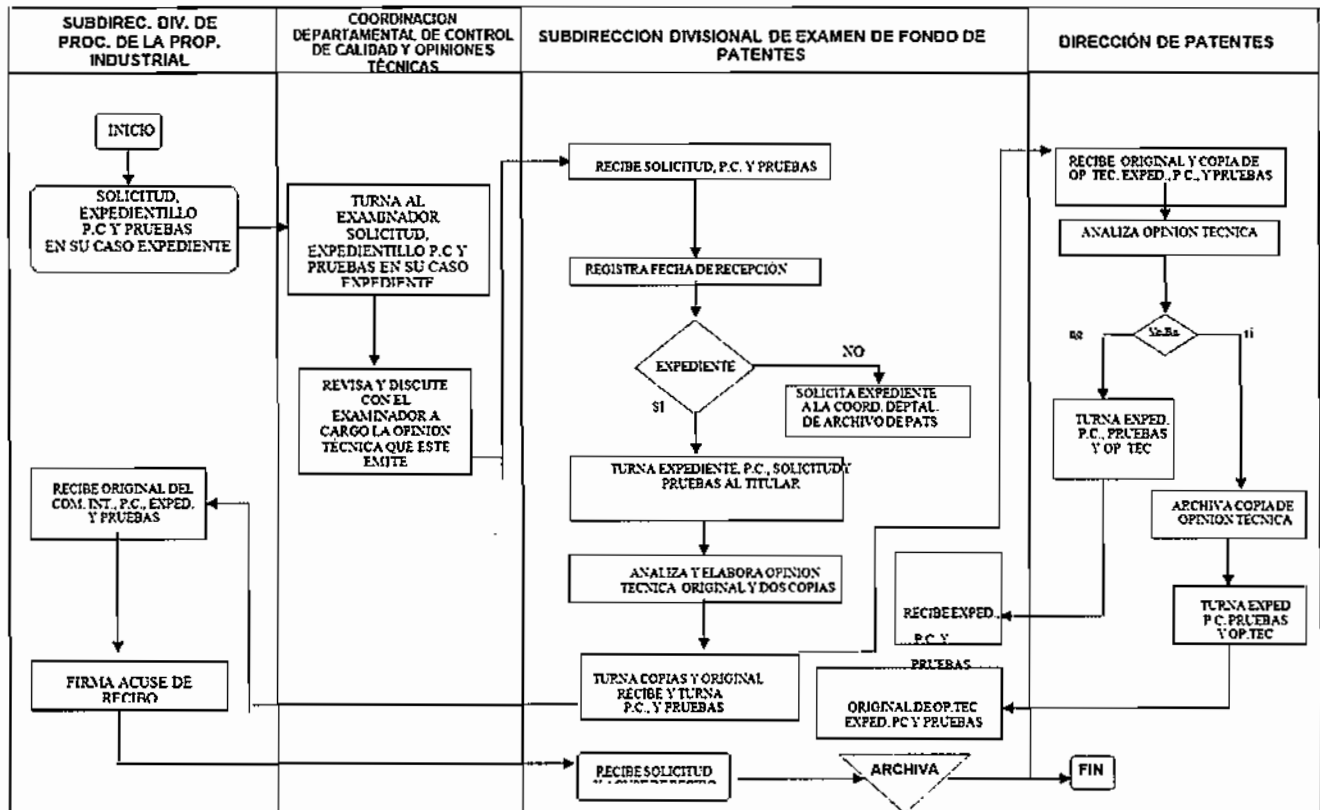 SUBDIREC. DIV. DE
PROC. DE LA PROP.
INDUSTRIAL
COORDINACION
DEPARTAMENTAL DE CONTROL
DE CALIDAD Y OPINIONES
TÉCNICAS
SUBDIRECCION DIVISIONAL DE EXAMEN DE FONDO DE
PATENTES
DIRECCIÓN DE PATENTES
INICIO
SOLICITUD,
EXPEDIENTILLO
P.C Y PRUEBAS
EN SU CASO EXPEDIENTE
RECIBE ORIGINAL DEL
COM. INT., P.C., EXPED.
Y PRUEBAS
FIRMA ACUSE DE
RECIBO
TURNA AL
EXAMINADOR
SOLICITUD,
EXPEDIENTILLO P.C Y
PRUEBAS EN SU CASO
EXPEDIENTE
REVISA Y DISCUTE
CON EL
EXAMINADOR A
CARGO LA OPINION
TÉCNICA QUE ESTE
EMITE
RECIBE SOLICITUD, P.C. Y PRUEBAS
REGISTRA FECHA DE RECEPCIÓN
EXPEDIENTE
NO
SI
SOLICITA EXPEDIENTE
A LA COORD. DEPTAL.
DE ARCHIVO DE PATS
TURNA EXPEDIENTE, P.C., SOLICITUD Y
PRUEBAS AL TITULAR
ANALIZA Y ELABORA OPINION
TECNICA ORIGINAL Y DOS COPIAS
TURNA COPIAS Y ORIGINAL
RECIBE Y TURNA
P.C., Y PRUEBAS
RECIBE EXPED.,
P.C. Y
PRUEBAS
ORIGINAL DE OP.TEC
EXPED. PC Y PRUEBAS
RECIBE SOLICITUD
ARCHIVA
FIN
RECIBE ORIGINAL Y COPIA DE
OP. TEC. EXPED., P.C., Y PRUEBAS
ANALIZA OPINION TECNICA
no
Vo.Bo.
si
TURNA EXPED.
P.C., PRUEBAS
Y OP. TEC
ARCHIVA COPIA DE
OPINION TECNICA
TURNA EXPED
P.C. PRUEBAS
Y OP.TEC